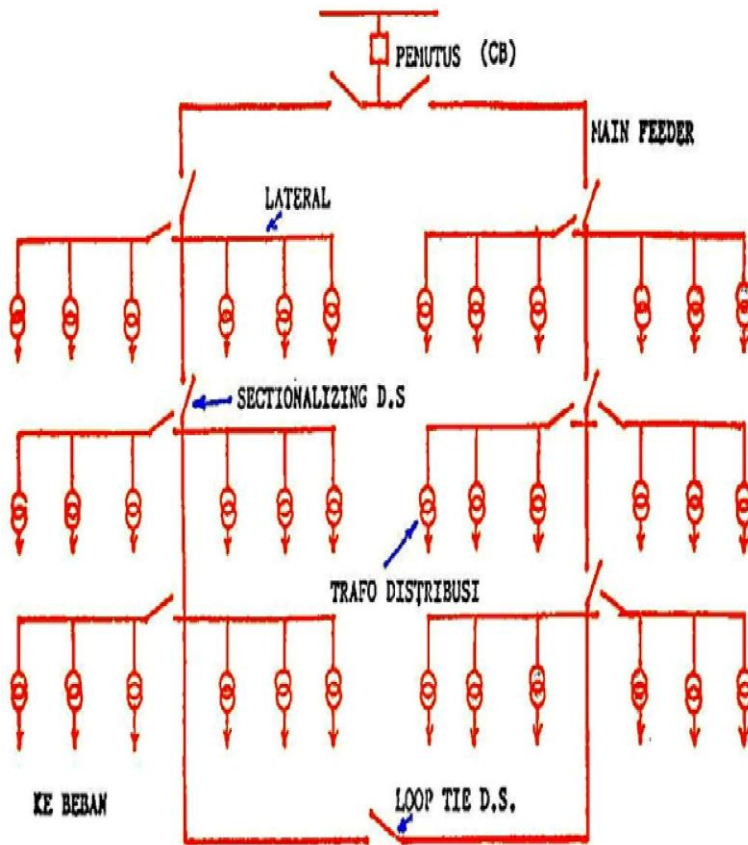 PEMUTUS (CB)
MAIN FEEDER
LATERAL
SECTIONALIZING D.S
TRAFO DISTRIBUSI
KE BEBAN
LOOP TIE D.S.